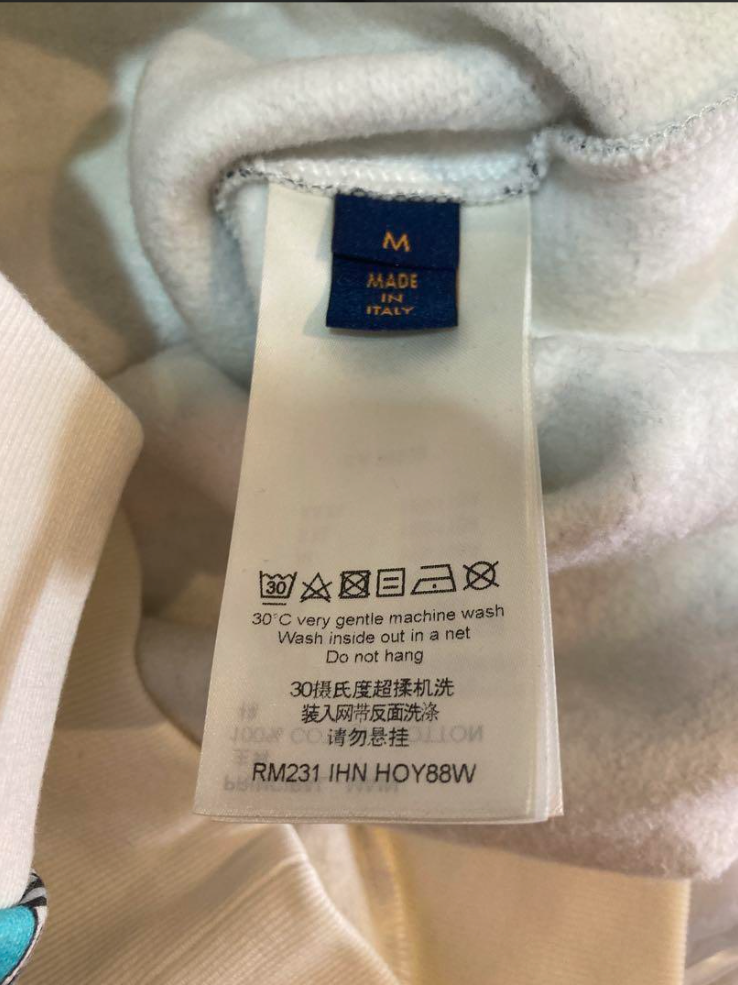 M
MADE
IN
ITALY
30
30°C very gentle machine wash
Wash inside out in a net
Do not hang
30摄氏度超揉机洗
装入网带反面洗涤
请勿悬挂
RM231 IHN HOY88W